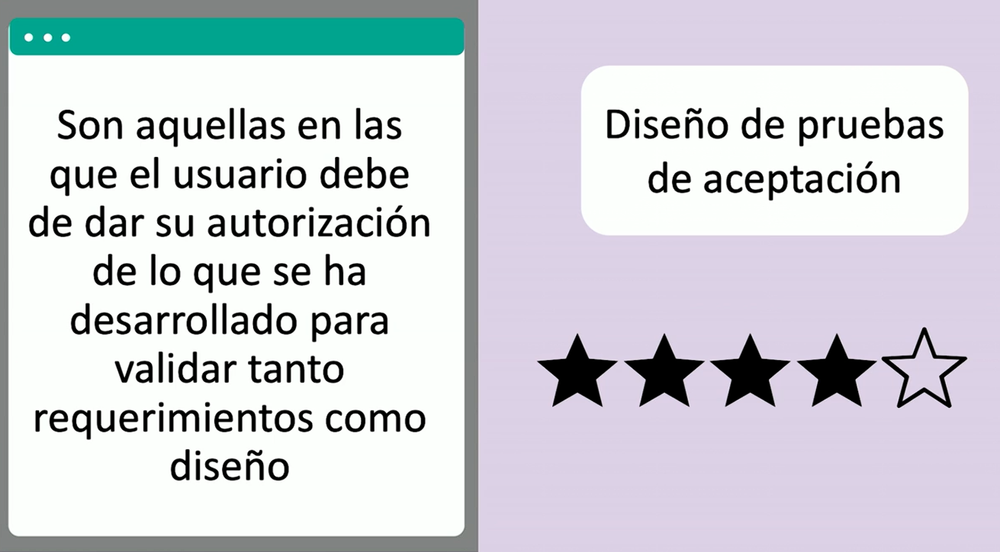 Son aquellas en las
que el usuario debe
de dar su autorización
de lo que se ha
desarrollado para
validar tanto
requerimientos como
diseño
Diseño de pruebas
de aceptación